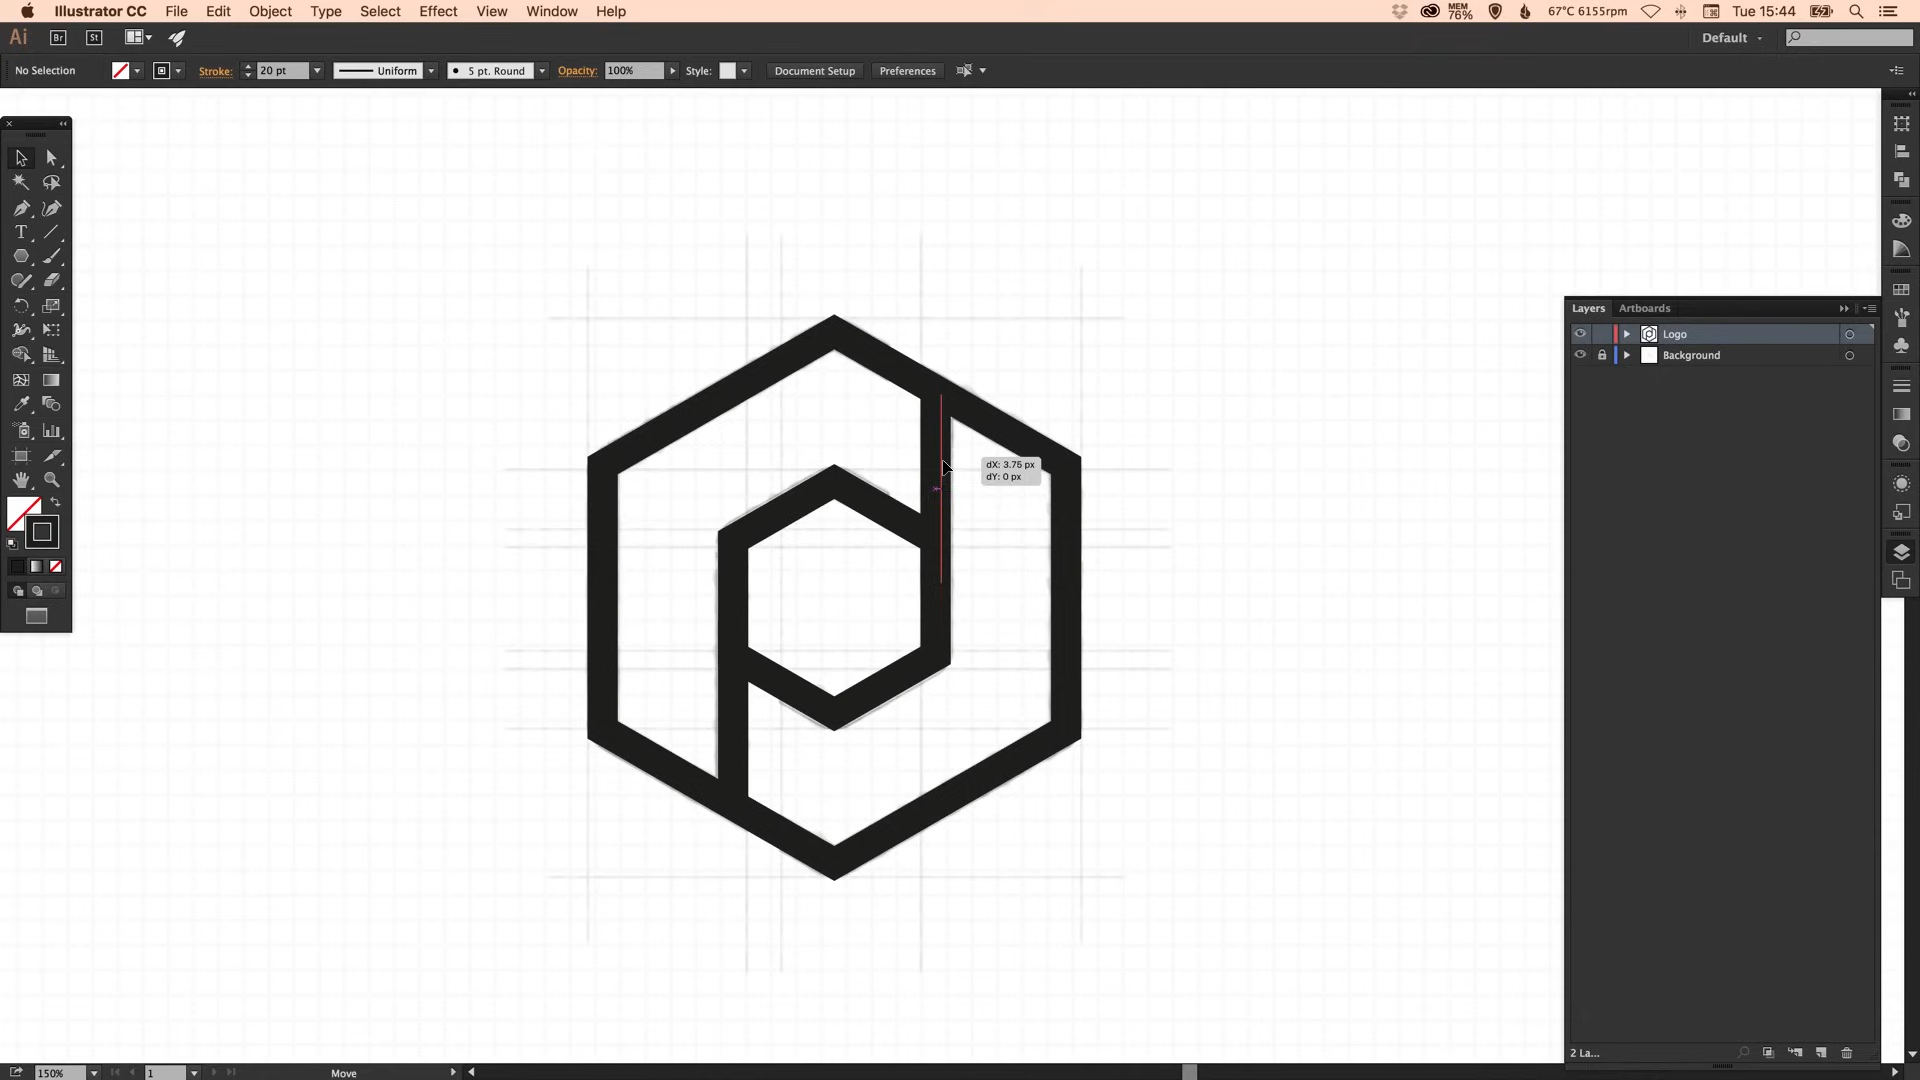 Illustrator CC File Edit Object Type Select Effect View Window Help MEM 76% 67°C 6155rpm Tue 15:44
Ai Br St Default
No Selection Stroke: 20 pt Uniform 5 pt. Round Opacity: 100% Style: Document Setup Preferences
T
Layers Artboards
Logo
Background
dX: 3.75 px
dY: 0 px
2 La...
150% 1 Move